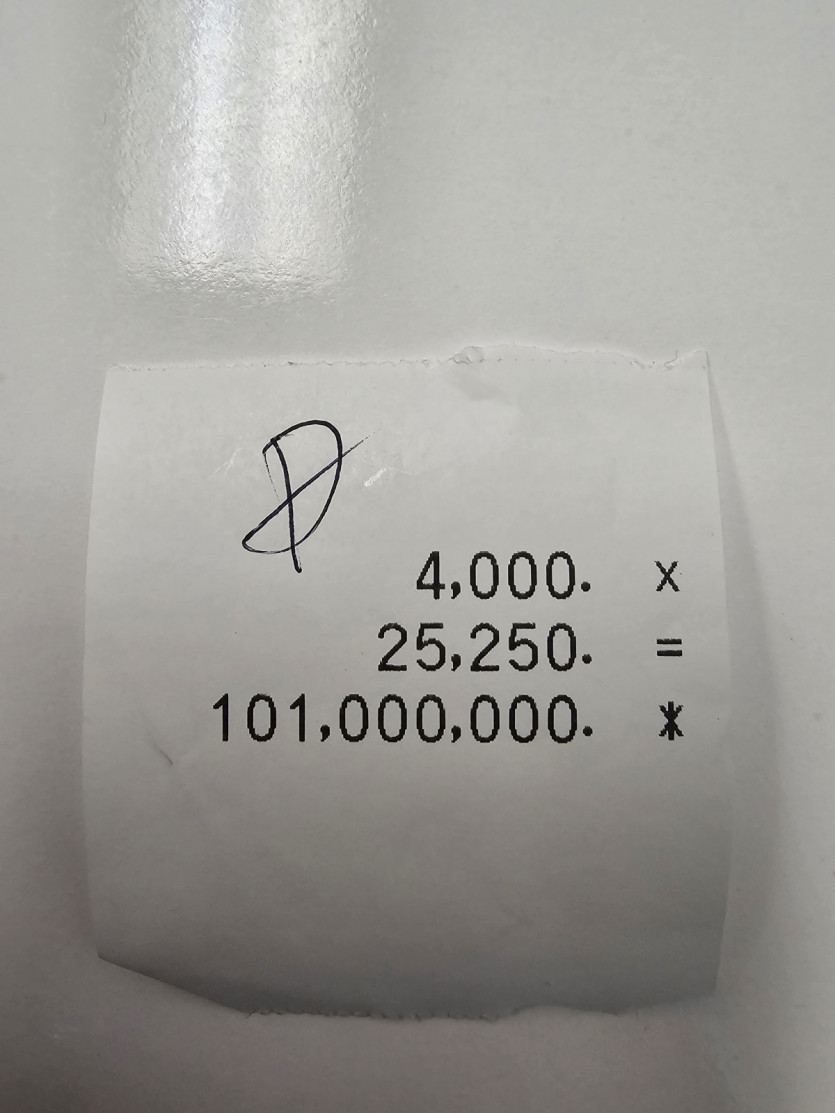 4,000. x
25,250. =
101,000,000. *